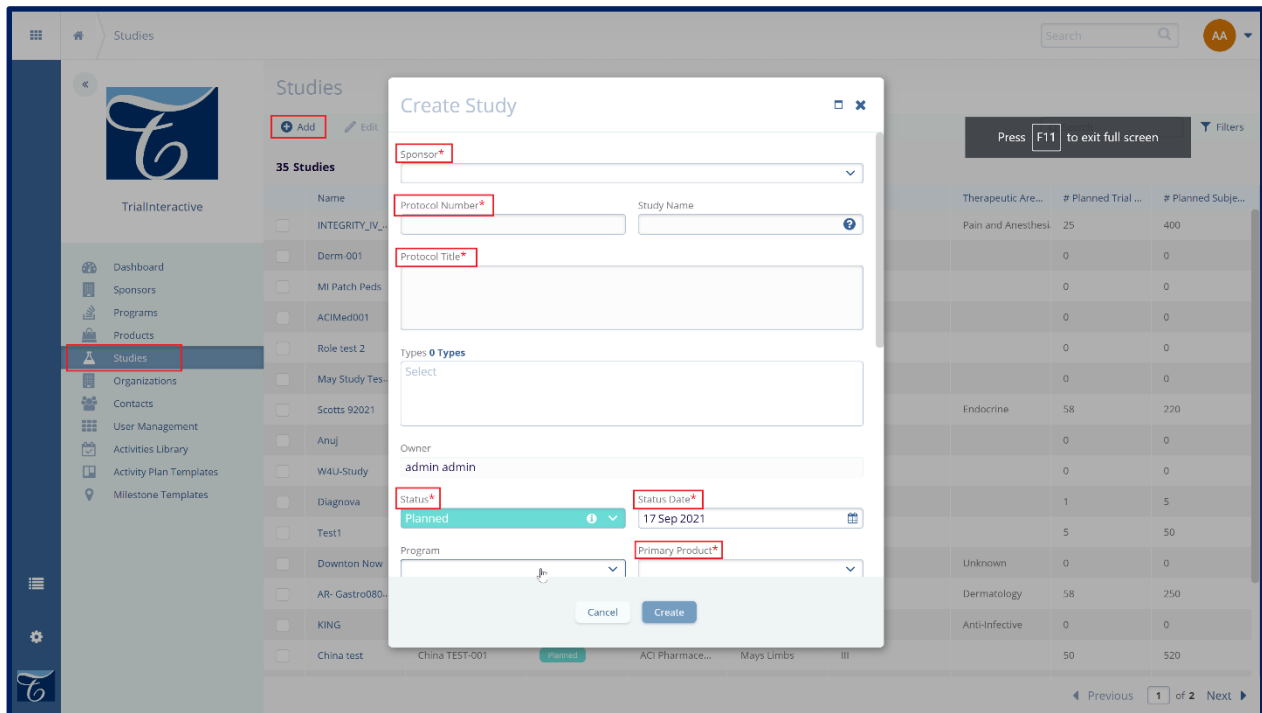 Studies
Search
AA
TrialInteractive
Dashboard
Sponsors
Programs
Products
Studies
Organizations
Contacts
User Management
Activities Library
Activity Plan Templates
Milestone Templates
Studies
Add
Edit
Filters
Press F11 to exit full screen
35 Studies
Name
Therapeutic Are...
# Planned Trial ...
# Planned Subje...
INTEGRITY_IV_...
Pain and Anesthesi
25
400
Derm-001
0
0
MI Patch Peds
0
0
ACIMed001
0
0
Role test 2
0
0
May Study Tes...
0
0
Scotts 92021
Endocrine
58
220
Anuj
0
0
W4U-Study
0
0
Diagnova
1
5
Test1
5
50
Downton Now
Unknown
0
0
AR- Gastro080...
Dermatology
58
250
KING
Anti-Infective
0
0
China test
China TEST-001
Planned
ACI Pharmace...
Mays Limbs
III
50
520
Previous 1 of 2 Next
Create Study
Sponsor*
Protocol Number*
Study Name
Protocol Title*
Types 0 Types
Select
Owner
admin admin
Status*
Status Date*
Planned
17 Sep 2021
Program
Primary Product*
Cancel
Create